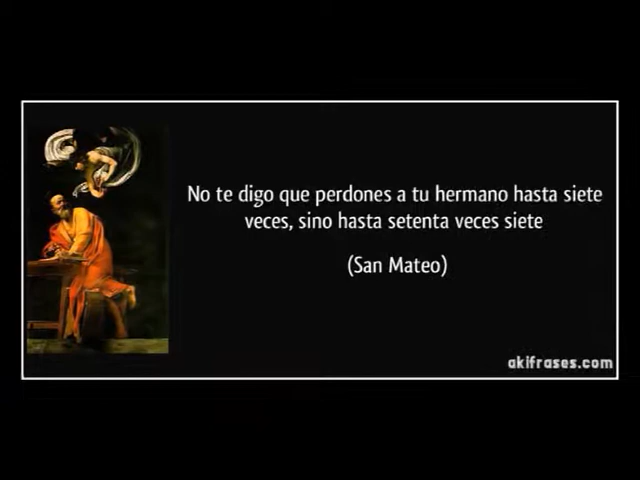 No te digo que perdones a tu hermano hasta siete
veces, sino hasta setenta veces siete
(San Mateo)
akifrases.com